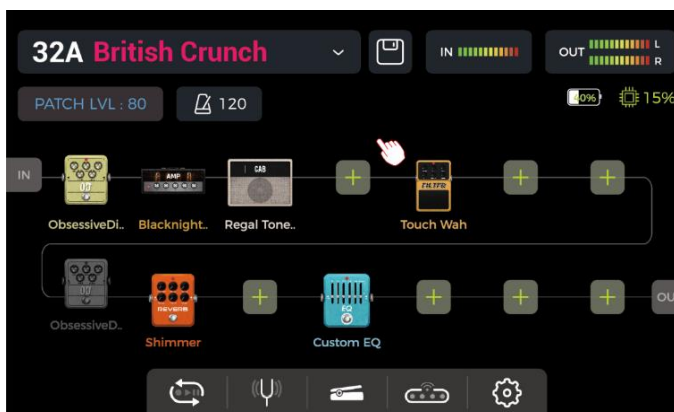 32A British Crunch
IN
OUT
L
R
PATCH LVL : 80
120
40%
15%
IN
OD
AMP
CAB
FILTER
ObsessiveDi..
Blacknight..
Regal Tone..
Touch Wah
OD
REVERB
EQ
OU
ObsessiveD..
Shimmer
Custom EQ